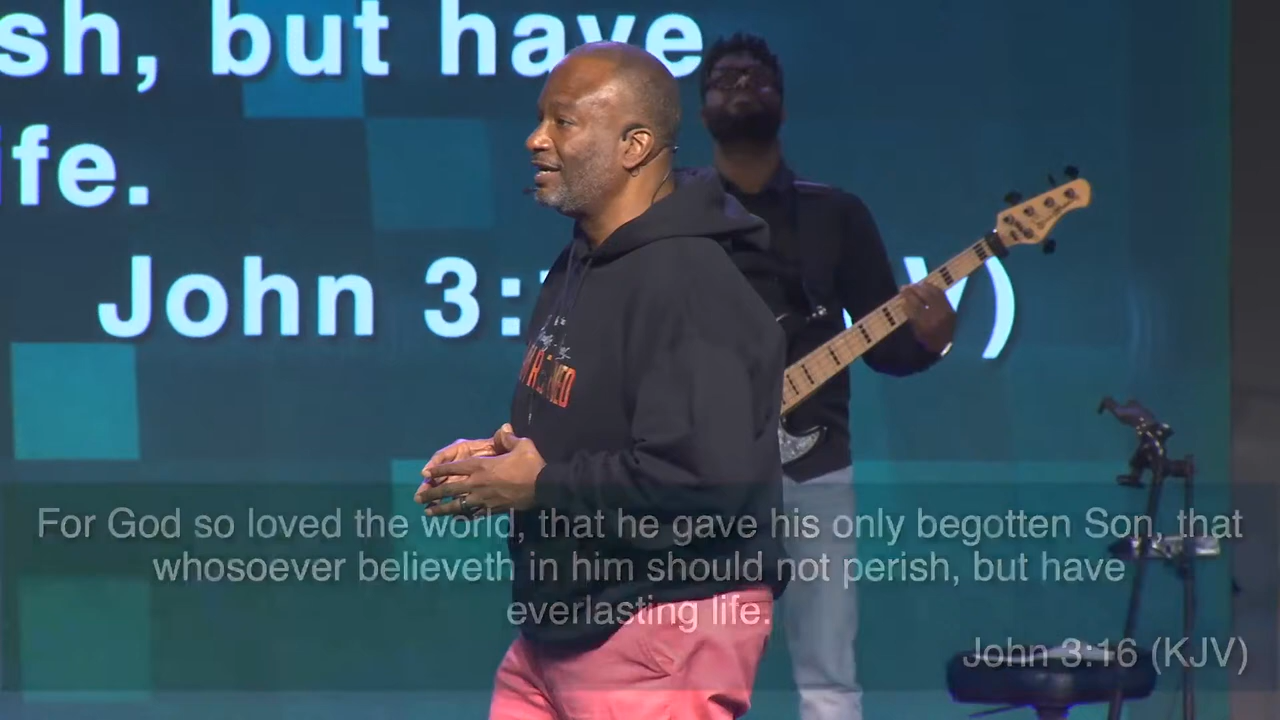 sh, but have
ife.
John 3:
V)
For God so loved the world, that he gave his only begotten Son, that
whosoever believeth in him should not perish, but have
everlasting life.
John 3:16 (KJV)